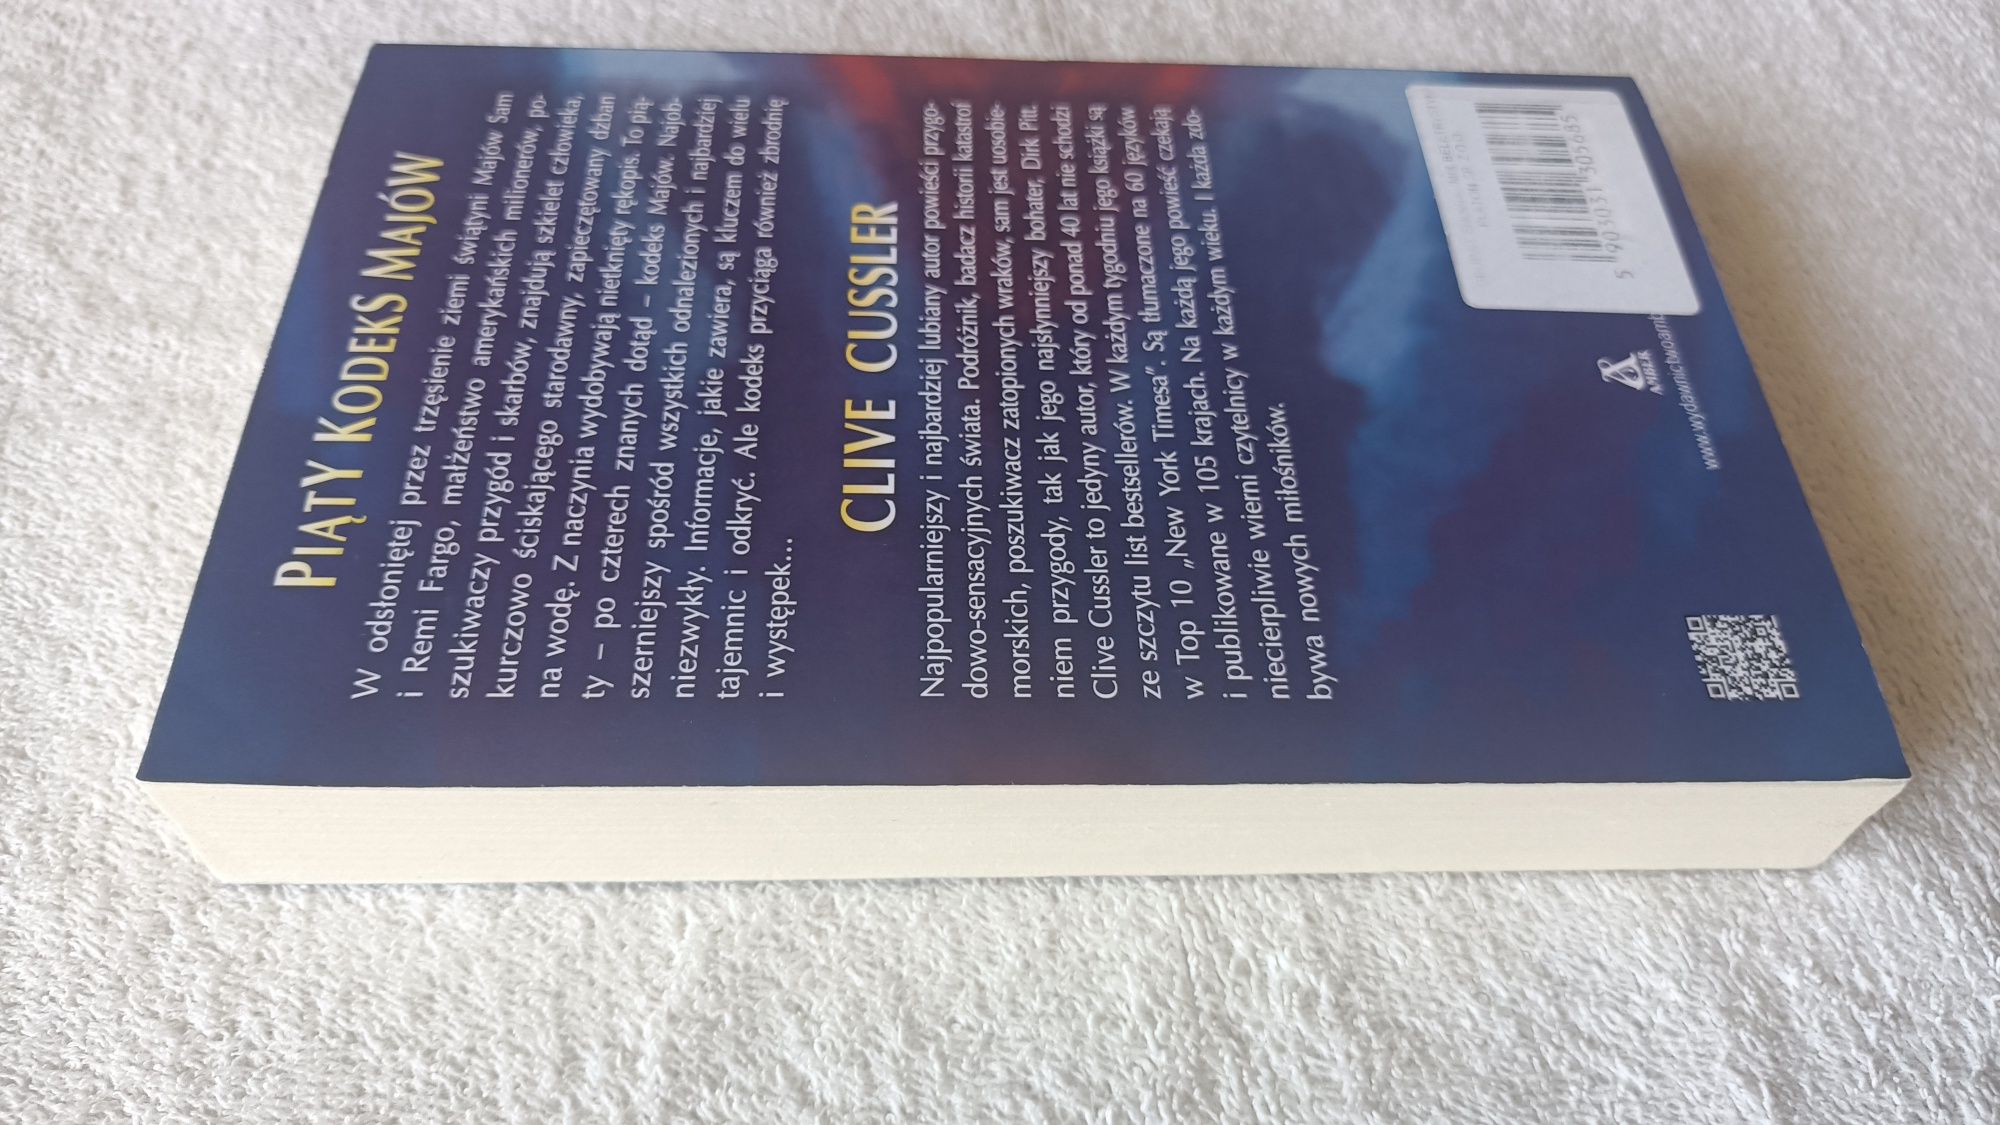 PIĄTY KODEKS MAJÓW
W odsłoniętej przez trzęsienie ziemi świątyni Majów Sam
i Remi Fargo, małżeństwo amerykańskich milionerów, po-
szukiwaczy przygód i skarbów, znajdują szkielet człowieka,
kurczowo ściskającego starodawny, zapieczętowany dzban
na wodę. Z naczynia wydobywają nietknięty rękopis. To pią-
ty – po czterech znanych dotąd – kodeks Majów. Najob-
szerniejszy spośród wszystkich odnalezionych i najbardziej
niezwykły. Informacje, jakie zawiera, są kluczem do wielu
tajemnic i odkryć. Ale kodeks przyciąga również zbrodnię
i występek...
CLIVE CUSSLER
Najpopularniejszy i najbardziej lubiany autor powieści przygo-
dowo-sensacyjnych świata. Podróżnik, badacz historii katastrof
morskich, poszukiwacz zatopionych wraków, sam jest uosobie-
niem przygody, tak jak jego najsłynniejszy bohater, Dirk Pitt.
Clive Cussler to jedyny autor, który od ponad 40 lat nie schodzi
ze szczytu list bestsellerów. W każdym tygodniu jego książki są
w Top 10 „New York Timesa”. Są tłumaczone na 60 języków
i publikowane w 105 krajach. Na każdą jego powieść czekają
niecierpliwie wierni czytelnicy w każdym wieku. I każda zdo-
bywa nowych miłośników.
AMBER
www.wydawnictwoamb
5 903031 305685